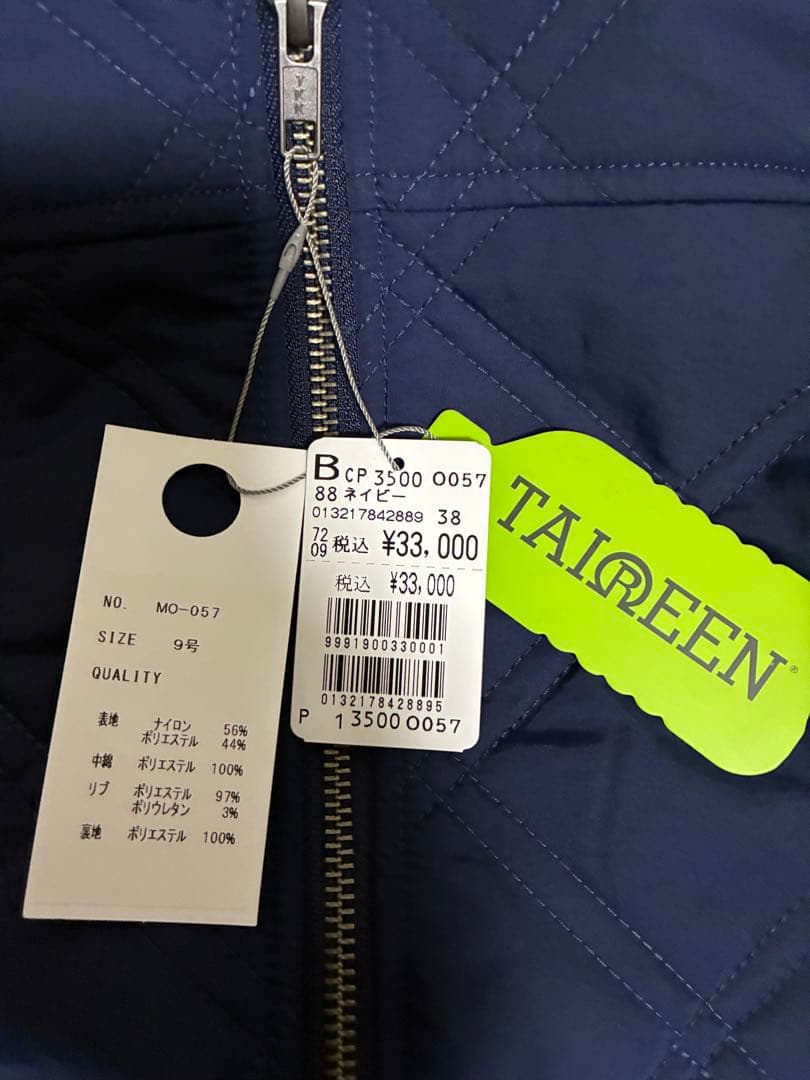 YKK
NO. MO-057
SIZE 9号
QUALITY
表地 ナイロン 56%
ポリエステル 44%
中綿 ポリエステル 100%
リブ ポリエステル 97%
ポリウレタン 3%
裏地 ポリエステル 100%
B CP 3500 0057
88 ネイビー
013217842889 38
72
09 税込 ¥33,000
税込 ¥33,000
9991900330001
0132178428895
P 1 3500 0057
TAIREEN®